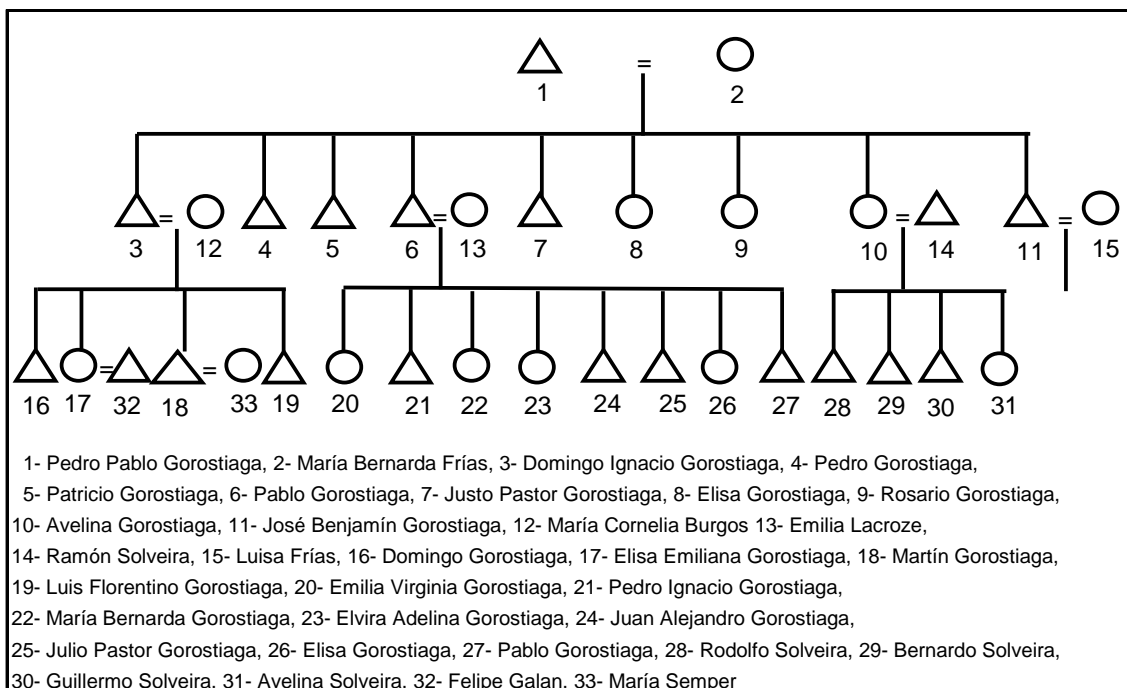 =
1 2
= = = =
3 12 4 5 6 13 7 8 9 10 14 11 15
= =
16 17 32 18 33 19 20 21 22 23 24 25 26 27 28 29 30 31
1- Pedro Pablo Gorostiaga, 2- María Bernarda Frías, 3- Domingo Ignacio Gorostiaga, 4- Pedro Gorostiaga,
5- Patricio Gorostiaga, 6- Pablo Gorostiaga, 7- Justo Pastor Gorostiaga, 8- Elisa Gorostiaga, 9- Rosario Gorostiaga,
10- Avelina Gorostiaga, 11- José Benjamín Gorostiaga, 12- María Cornelia Burgos 13- Emilia Lacroze,
14- Ramón Solveira, 15- Luisa Frías, 16- Domingo Gorostiaga, 17- Elisa Emiliana Gorostiaga, 18- Martín Gorostiaga,
19- Luis Florentino Gorostiaga, 20- Emilia Virginia Gorostiaga, 21- Pedro Ignacio Gorostiaga,
22- María Bernarda Gorostiaga, 23- Elvira Adelina Gorostiaga, 24- Juan Alejandro Gorostiaga,
25- Julio Pastor Gorostiaga, 26- Elisa Gorostiaga, 27- Pablo Gorostiaga, 28- Rodolfo Solveira, 29- Bernardo Solveira,
30- Guillermo Solveira, 31- Avelina Solveira, 32- Felipe Galan, 33- María Semper